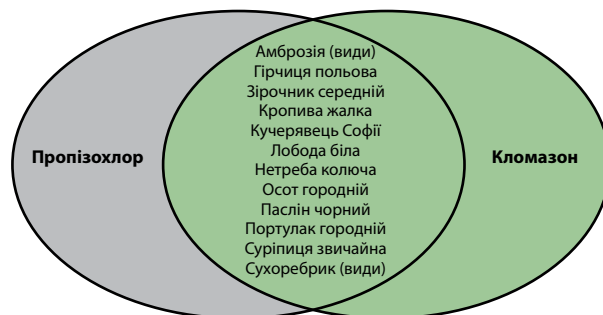 Амброзія (види)
Гірчиця польова
Зірочник середній
Кропива жалка
Кучерявець Софії
Лобода біла
Пропізохлор
Нетреба колюча
Кломазон
Осот городній
Паслін чорний
Портулак городній
Суріпиця звичайна
Сухоребрик (види)